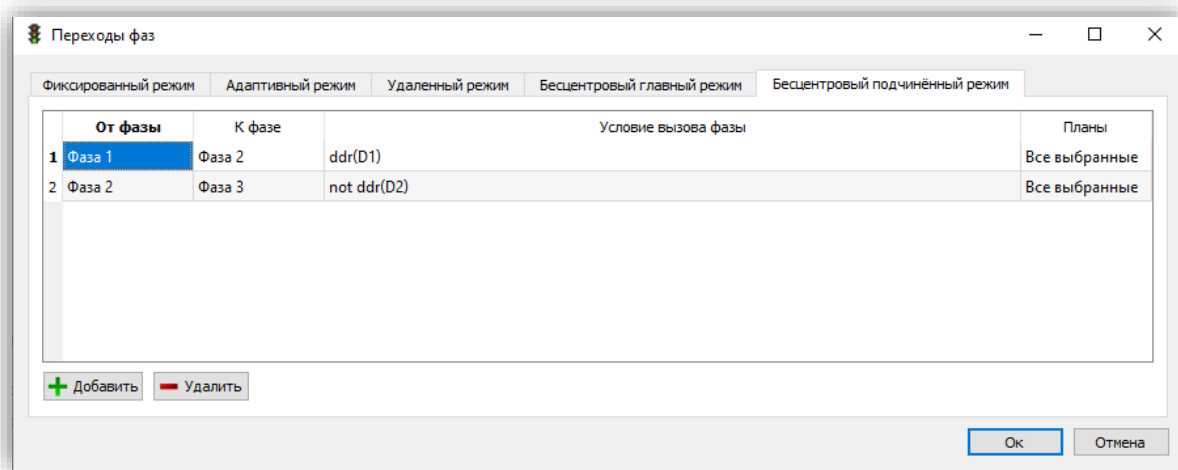 Переходы фаз
Фиксированный режим Адаптивный режим Удаленный режим Бесцентровый главный режим Бесцентровый подчинённый режим
От фазы К фазе Условие вызова фазы Планы
1 Фаза 1 Фаза 2 ddr(D1) Все выбранные
2 Фаза 2 Фаза 3 not ddr(D2) Все выбранные
Добавить Удалить
Ок Отмена